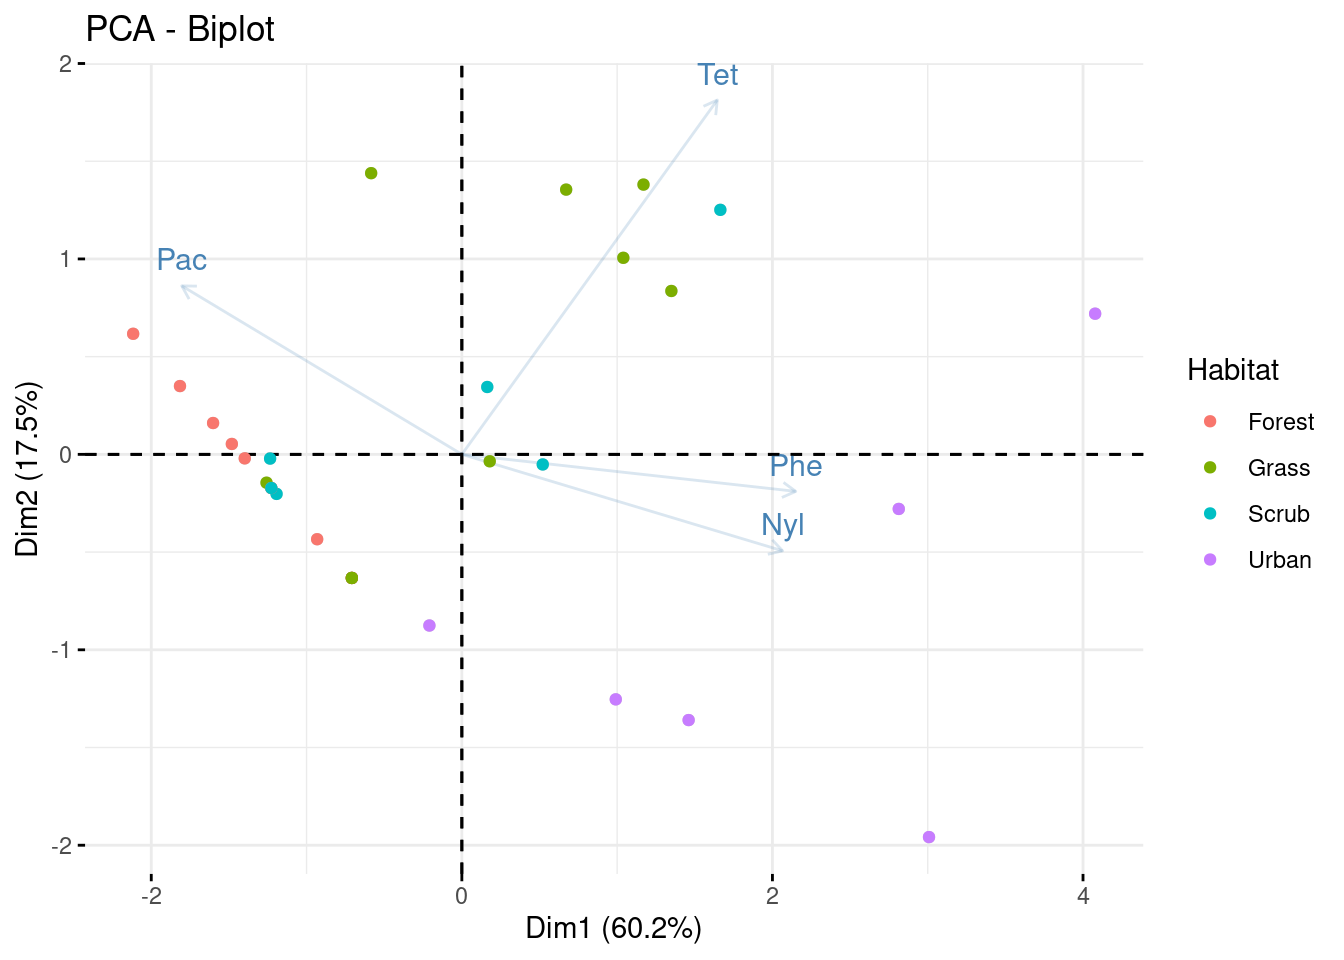 PCA - Biplot
2
1
0
-1
-2
Dim2 (17.5%)
Tet
Pac
Phe
Nyl
-2
0
2
4
Dim1 (60.2%)
Habitat
Forest
Grass
Scrub
Urban